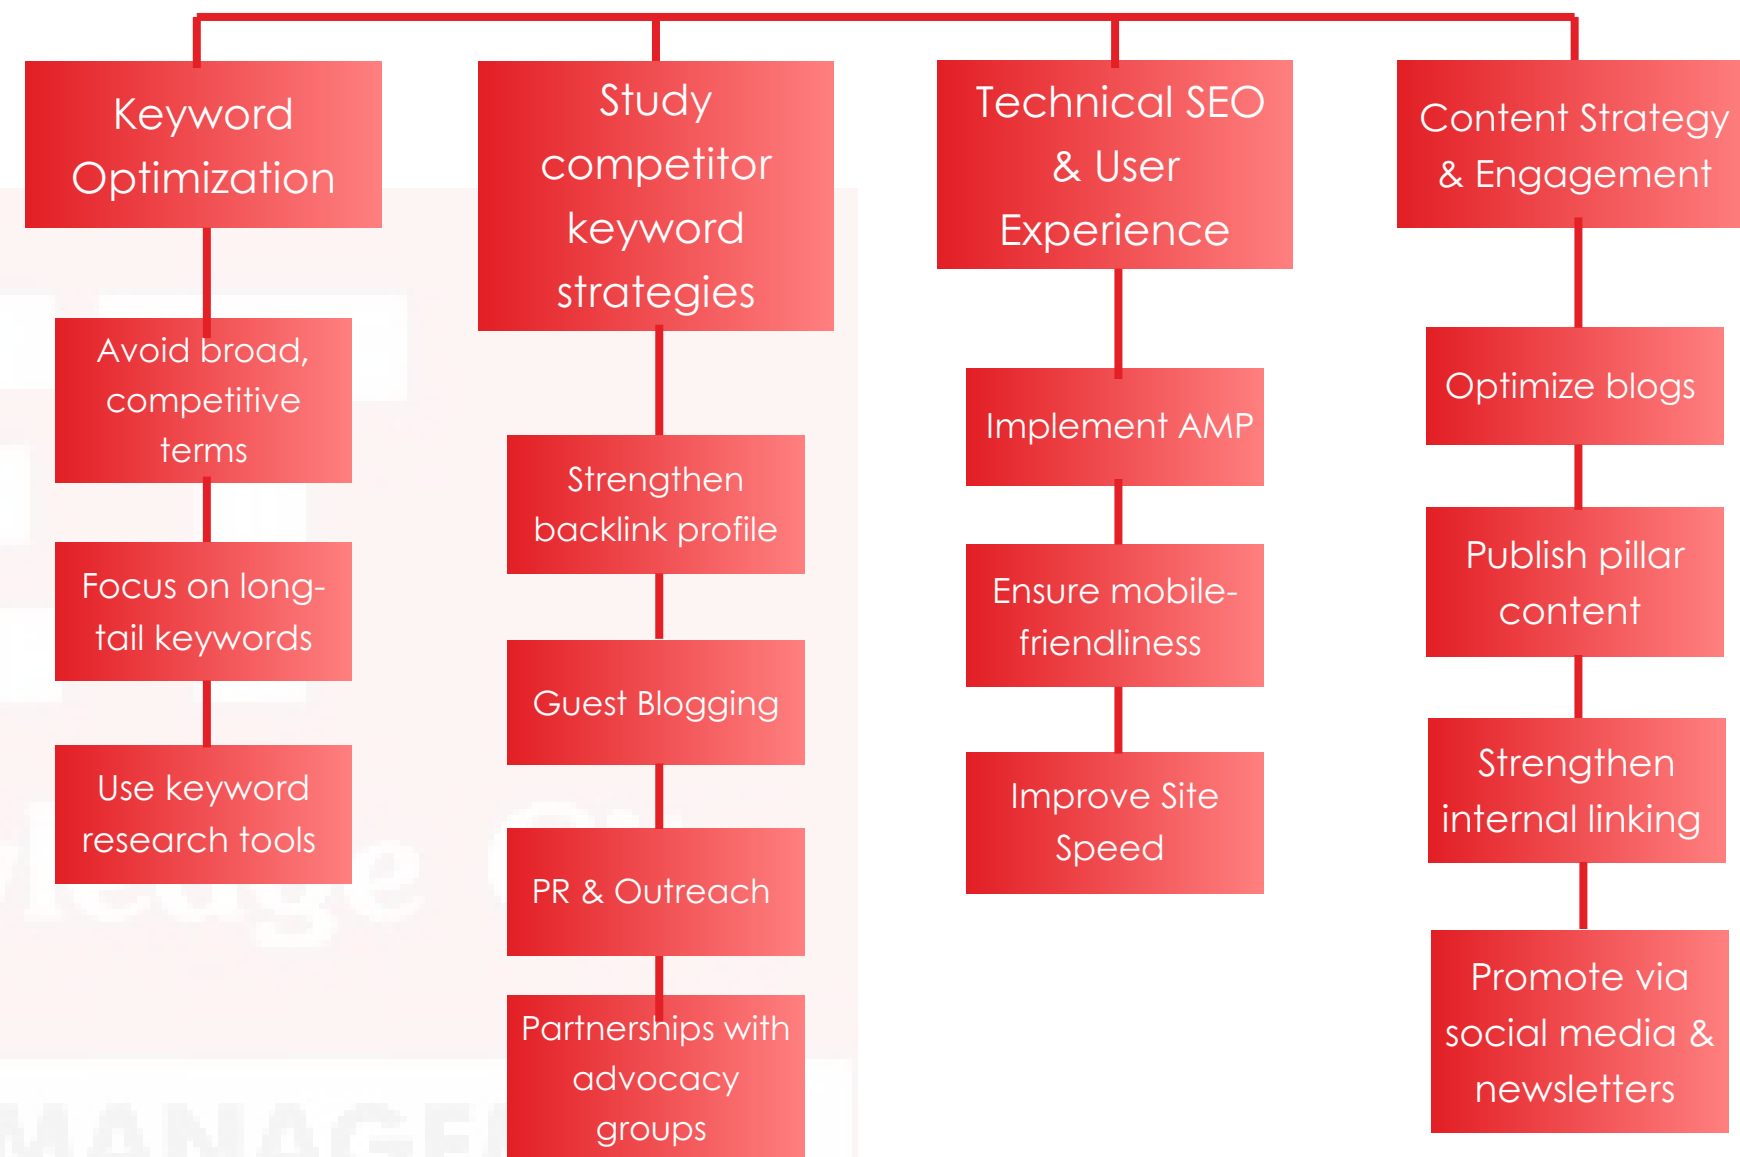 Keyword
Optimization
Avoid broad,
competitive
terms
Focus on long-
tail keywords
Use keyword
research tools
Study
competitor
keyword
strategies
Strengthen
backlink profile
Guest Blogging
PR & Outreach
Partnerships with
advocacy
groups
Technical SEO
& User
Experience
Implement AMP
Ensure mobile-
friendliness
Improve Site
Speed
Content Strategy
& Engagement
Optimize blogs
Publish pillar
content
Strengthen
internal linking
Promote via
social media &
newsletters